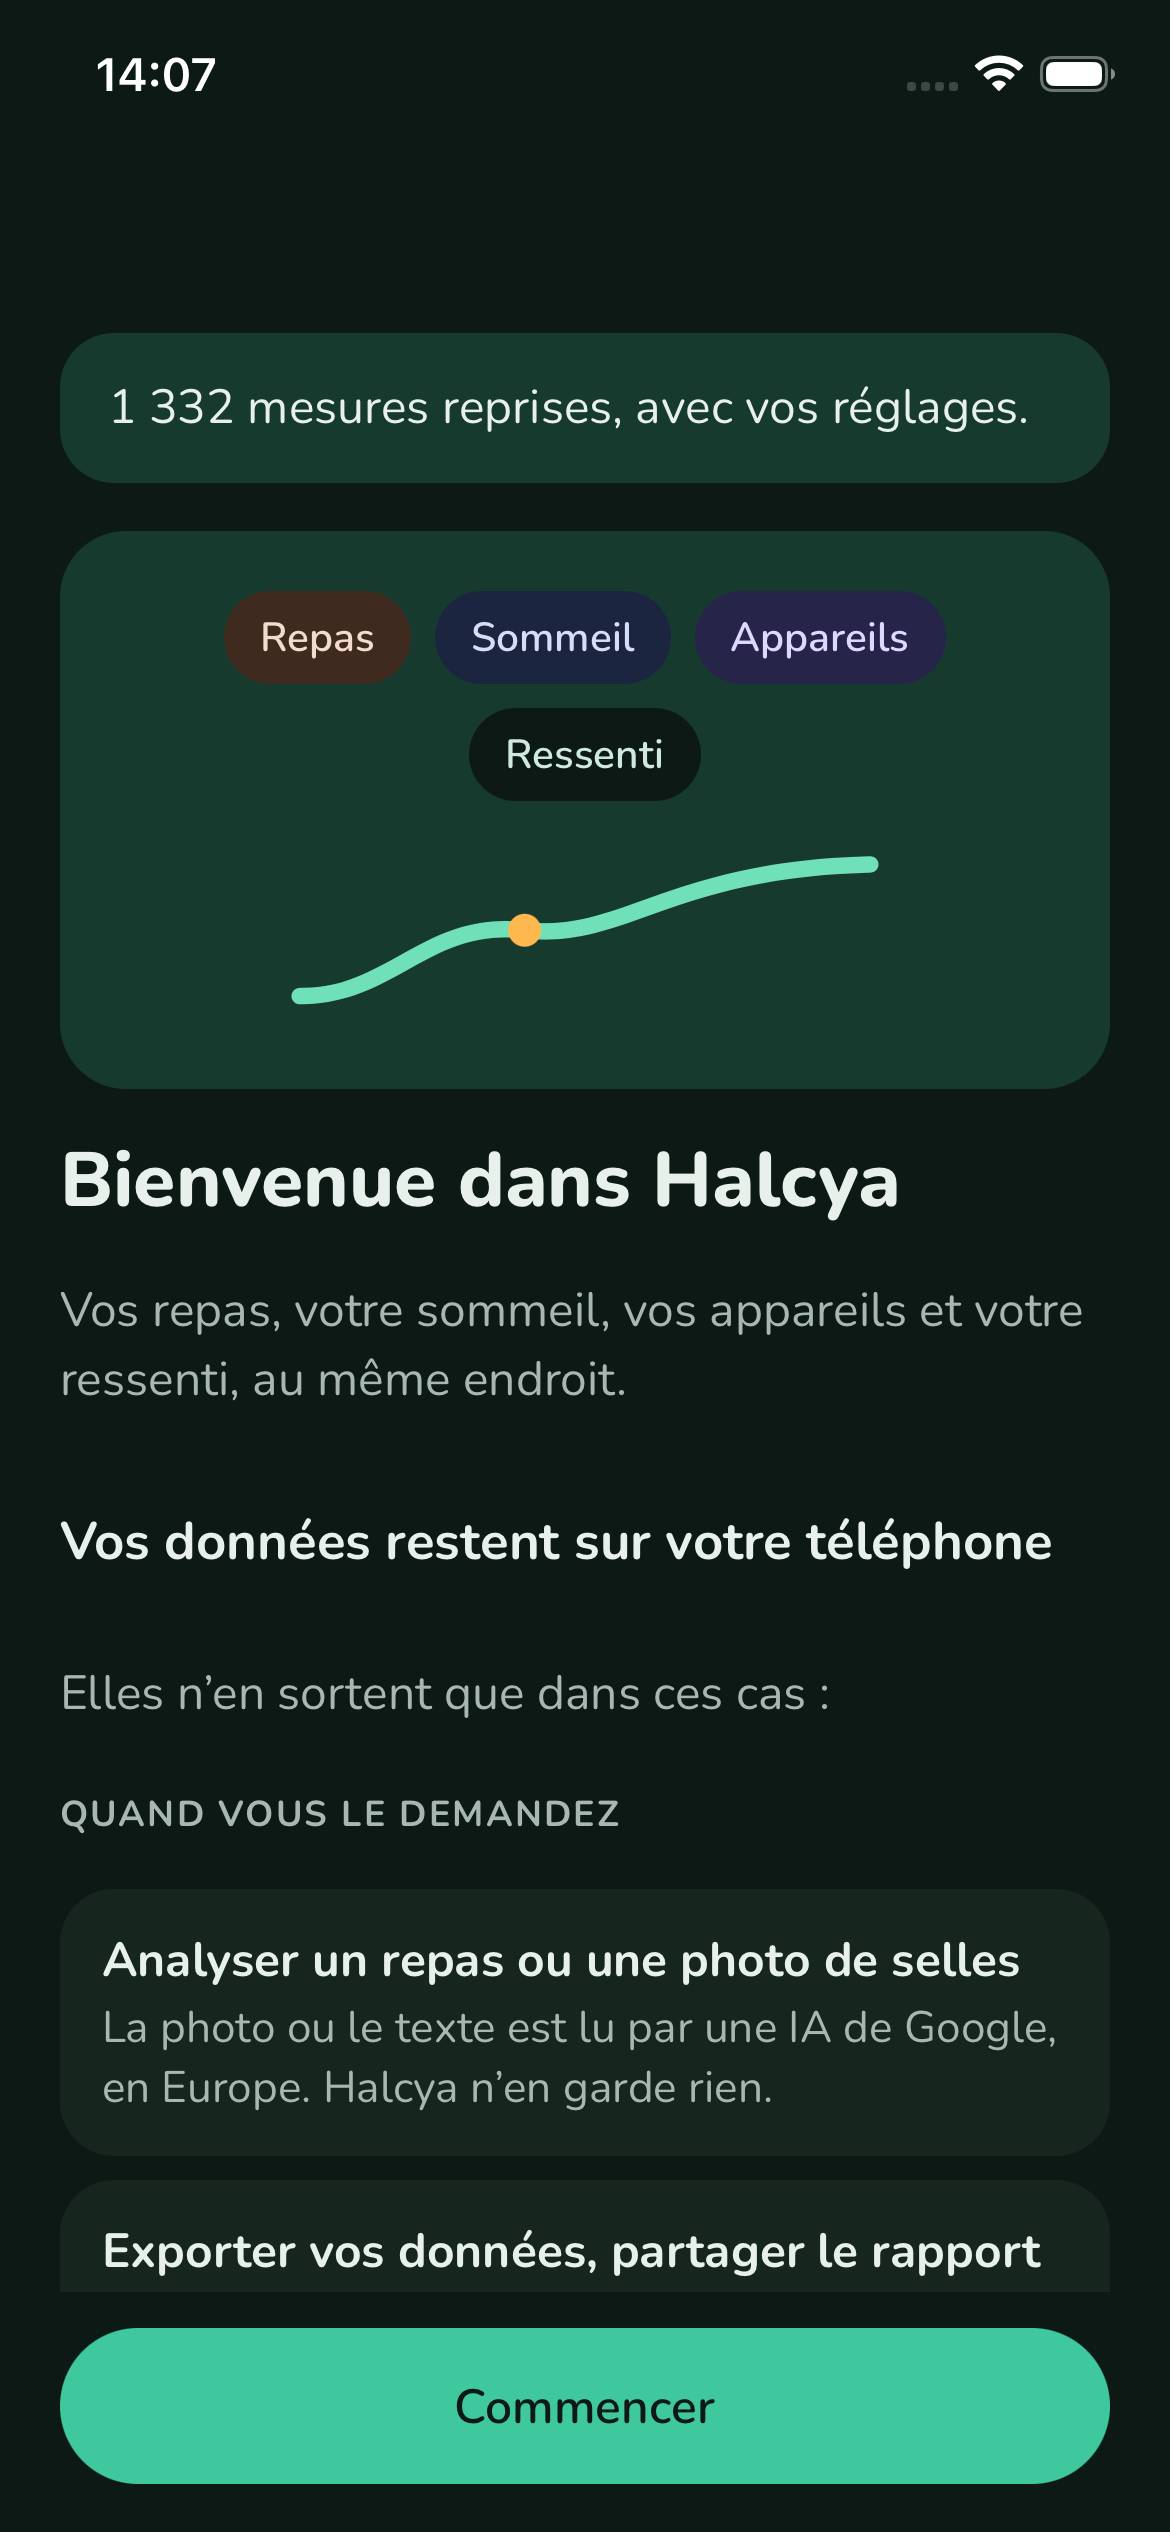 14:07
1 332 mesures reprises, avec vos réglages.
Repas
Sommeil
Appareils
Ressenti
Bienvenue dans Halcya
Vos repas, votre sommeil, vos appareils et votre
ressenti, au même endroit.
Vos données restent sur votre téléphone
Elles n’en sortent que dans ces cas :
QUAND VOUS LE DEMANDEZ
Analyser un repas ou une photo de selles
La photo ou le texte est lu par une IA de Google,
en Europe. Halcya n’en garde rien.
Exporter vos données, partager le rapport
Commencer